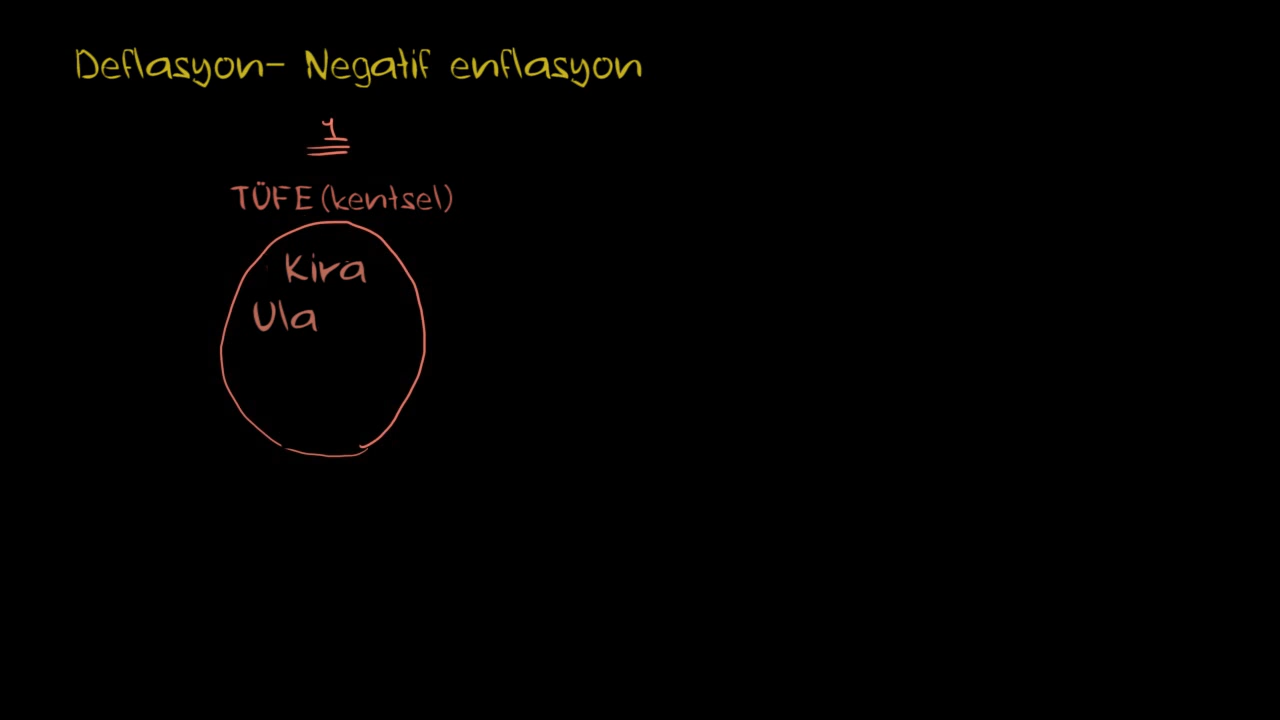 Deflasyon- Negatif enflasyon
1
TÜFE (kentsel)
Kira
Ula